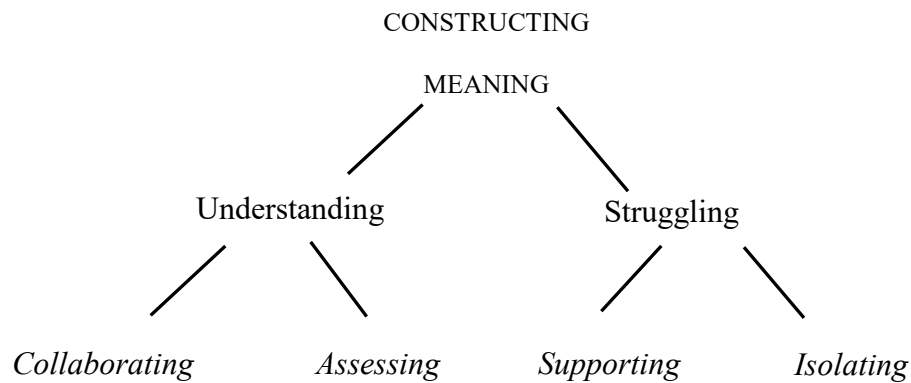 CONSTRUCTING
MEANING
Understanding Struggling
Collaborating Assessing Supporting Isolating